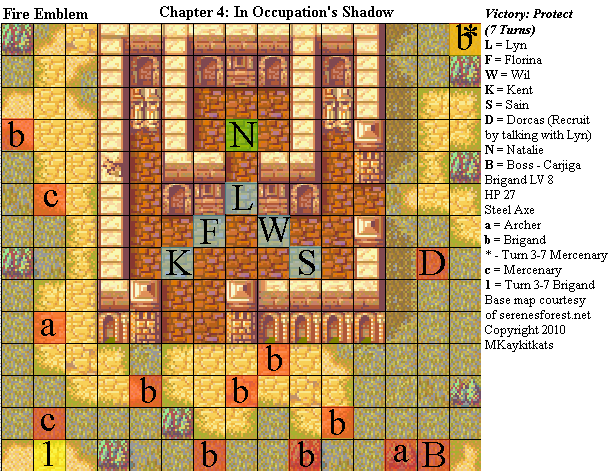 Fire Emblem
Chapter 4: In Occupation's Shadow
b*
b
N
c
L
F
W
K
S
D
a
b
b
b
c
b
1
b
b
a
B
Victory: Protect
(7 Turns)
L = Lyn
F = Florina
W = Wil
K = Kent
S = Sain
D = Dorcas (Recruit
by talking with Lyn)
N = Natalie
B = Boss - Carjiga
Brigand LV 8
HP 27
Steel Axe
a = Archer
b = Brigand
* - Turn 3-7 Mercenary
c = Mercenary
1 = Turn 3-7 Brigand
Base map courtesy
of serenesforest.net
Copyright 2010
MKaykitkats